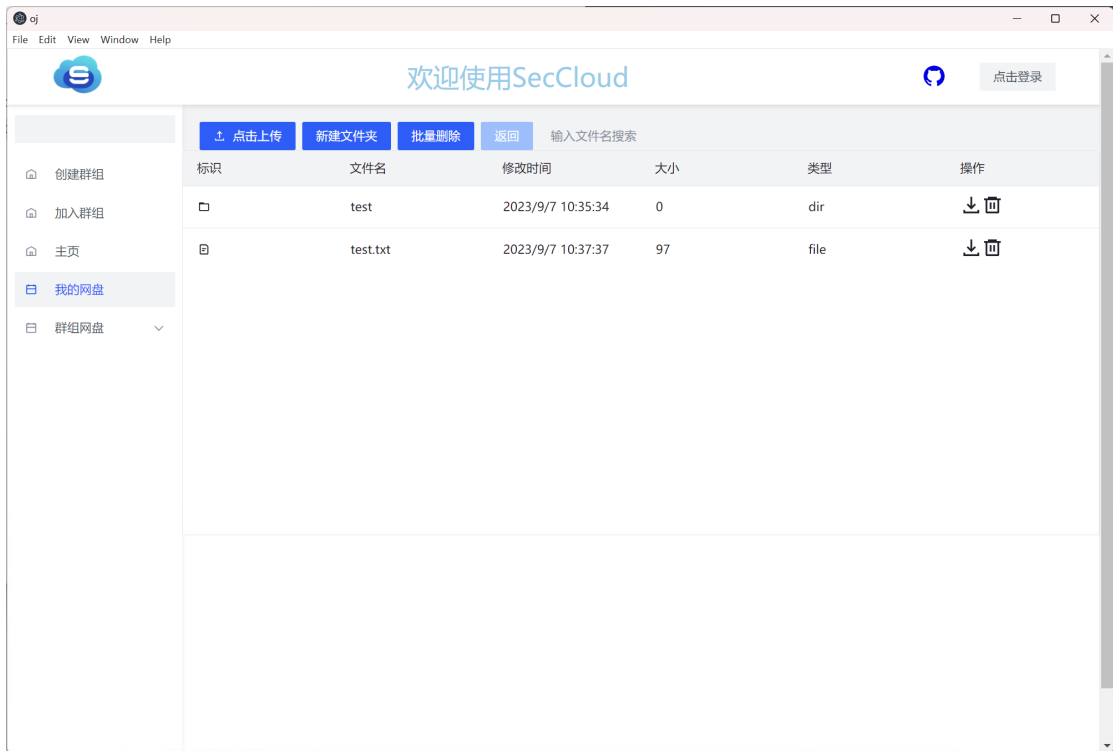 oj
File Edit View Window Help
S
欢迎使用SecCloud
点击登录
点击上传 新建文件夹 批量删除 返回 输入文件名搜索
标识 文件名 修改时间 大小 类型 操作
test 2023/9/7 10:35:34 0 dir
test.txt 2023/9/7 10:37:37 97 file
创建群组
加入群组
主页
我的网盘
群组网盘